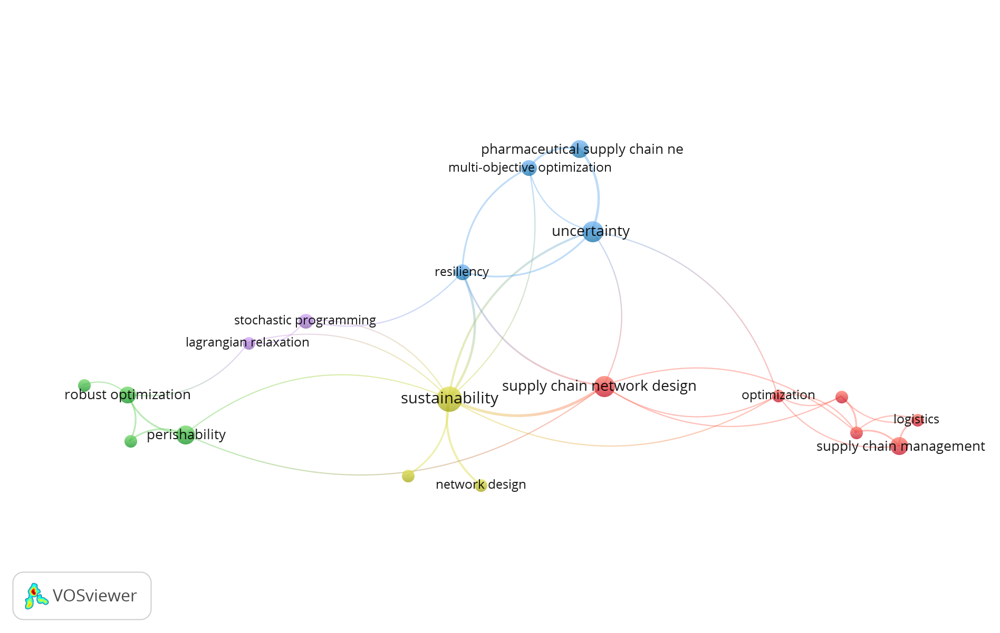 pharmaceutical supply chain ne
multi-objective optimization
uncertainty
resiliency
stochastic programming
lagrangian relaxation
robust optimization
supply chain network design
sustainability
optimization
logistics
perishability
supply chain management
network design
VOSviewer